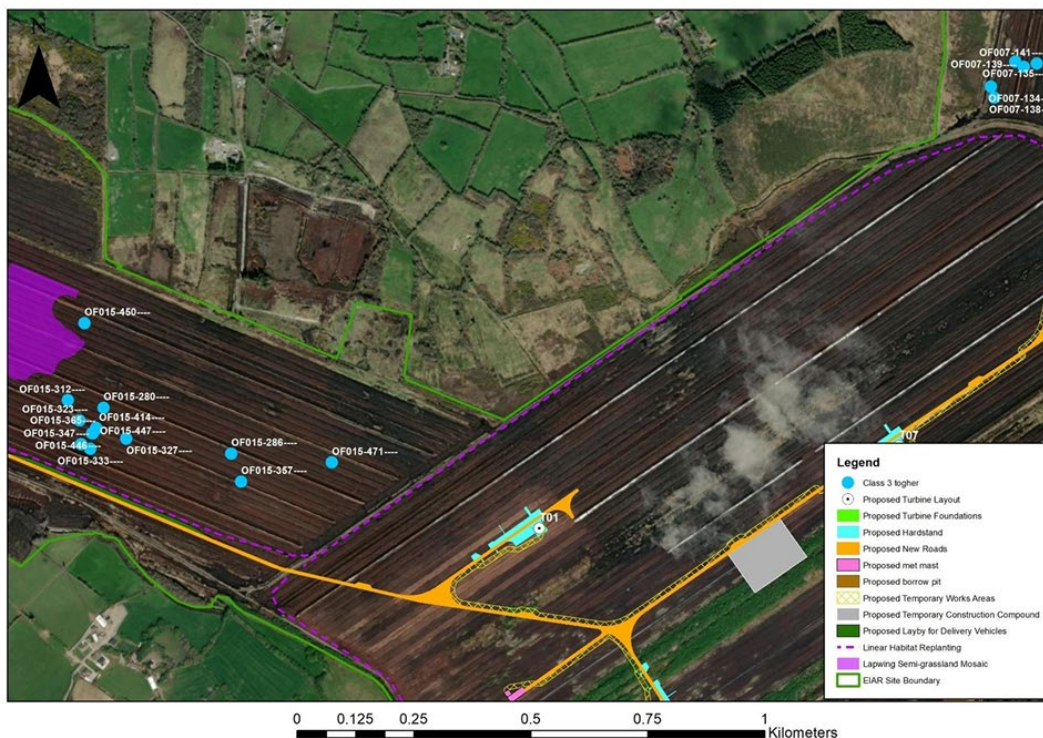 N
OF007-141----
OF007-139----
OF007-135----
OF007-134-
OF007-138-
OF015-450----
OF015-312----
OF015-280----
OF015-323----
OF015-414----
OF015-365----
OF015-447----
OF015-347----
OF015-446----
OF015-327----
OF015-333----
OF015-286----
OF015-471----
OF015-357----
T07
T01
Legend
Class 3 togher
Proposed Turbine Layout
Proposed Turbine Foundations
Proposed Hardstand
Proposed New Roads
Proposed met mast
Proposed borrow pit
Proposed Temporary Works Areas
Proposed Temporary Construction Compound
Proposed Layby for Delivery Vehicles
Linear Habitat Replanting
Lapwing Semi-grassland Mosaic
EIAR Site Boundary
0 0.125 0.25 0.5 0.75 1
Kilometers